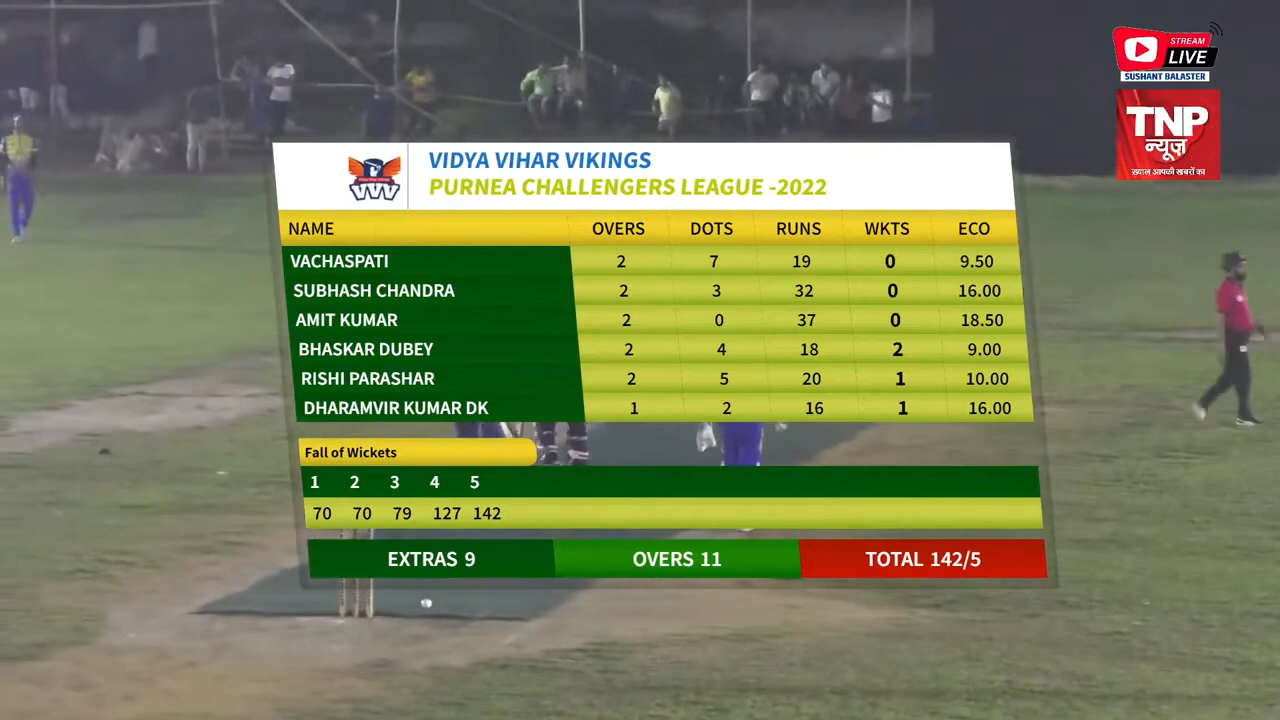 STREAM
LIVE
SUSHANT BALASTER
TNP
न्यूज़
ख़्याल आपकी खबरों का
VIDYA VIHAR VIKINGS
PURNEA CHALLENGERS LEAGUE -2022
VVV
NAME OVERS DOTS RUNS WKTS ECO
VACHASPATI 2 7 19 0 9.50
SUBHASH CHANDRA 2 3 32 0 16.00
AMIT KUMAR 2 0 37 0 18.50
BHASKAR DUBEY 2 4 18 2 9.00
RISHI PARASHAR 2 5 20 1 10.00
DHARAMVIR KUMAR DK 1 2 16 1 16.00
Fall of Wickets
1 2 3 4 5
70 70 79 127 142
EXTRAS 9 OVERS 11 TOTAL 142/5